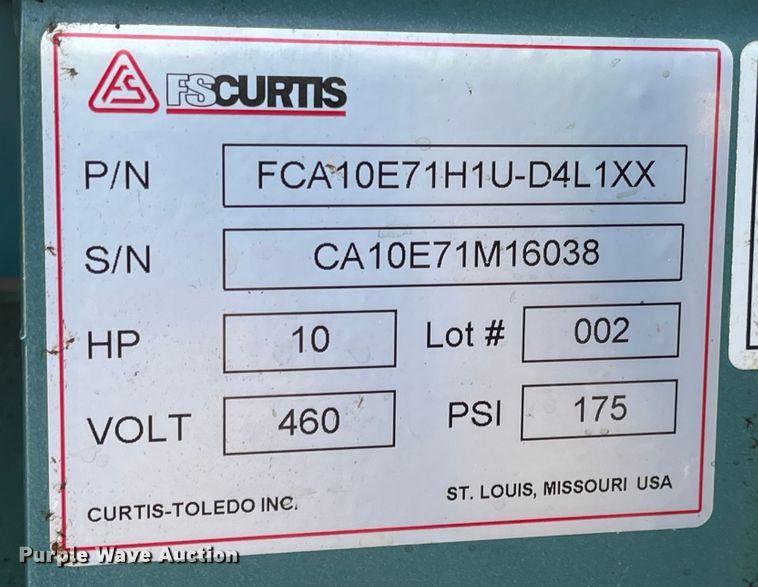 FS FSCURTIS
P/N FCA10E71H1U-D4L1XX
S/N CA10E71M16038
HP 10 Lot # 002
VOLT 460 PSI 175
CURTIS-TOLEDO INC. ST. LOUIS, MISSOURI USA
Purple Wave Auction